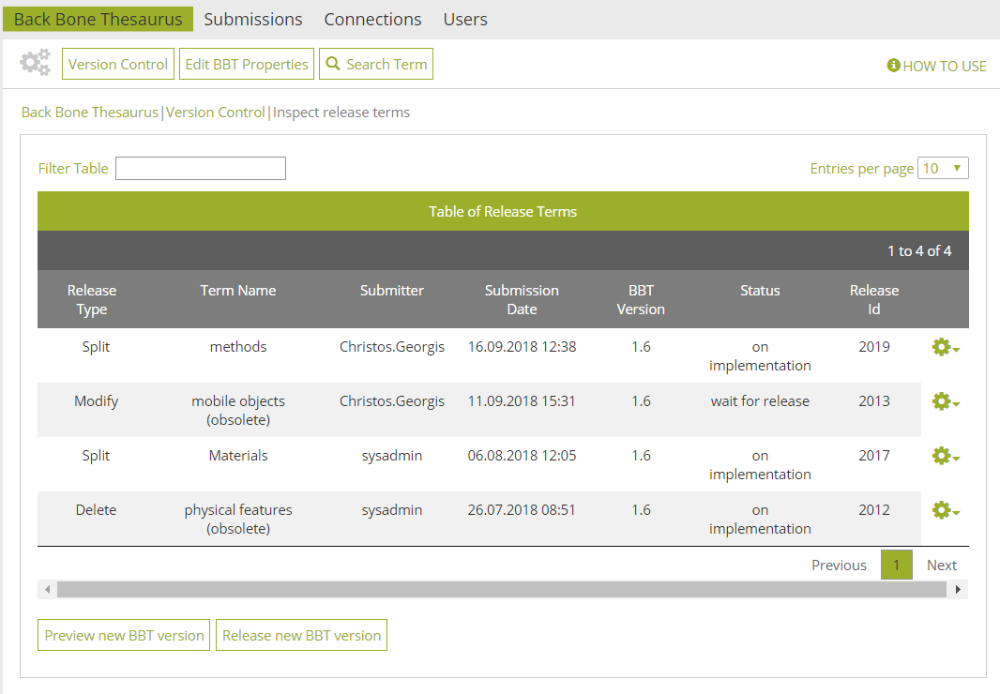 Back Bone Thesaurus Submissions Connections Users
Version Control Edit BBT Properties Search Term HOW TO USE
Back Bone Thesaurus|Version Control|Inspect release terms
Filter Table Entries per page 10
Table of Release Terms
1 to 4 of 4
Release Type Term Name Submitter Submission Date BBT Version Status Release Id
Split methods Christos.Georgis 16.09.2018 12:38 1.6 on implementation 2019
Modify mobile objects (obsolete) Christos.Georgis 11.09.2018 15:31 1.6 wait for release 2013
Split Materials sysadmin 06.08.2018 12:05 1.6 on implementation 2017
Delete physical features (obsolete) sysadmin 26.07.2018 08:51 1.6 on implementation 2012
Previous 1 Next
Preview new BBT version Release new BBT version